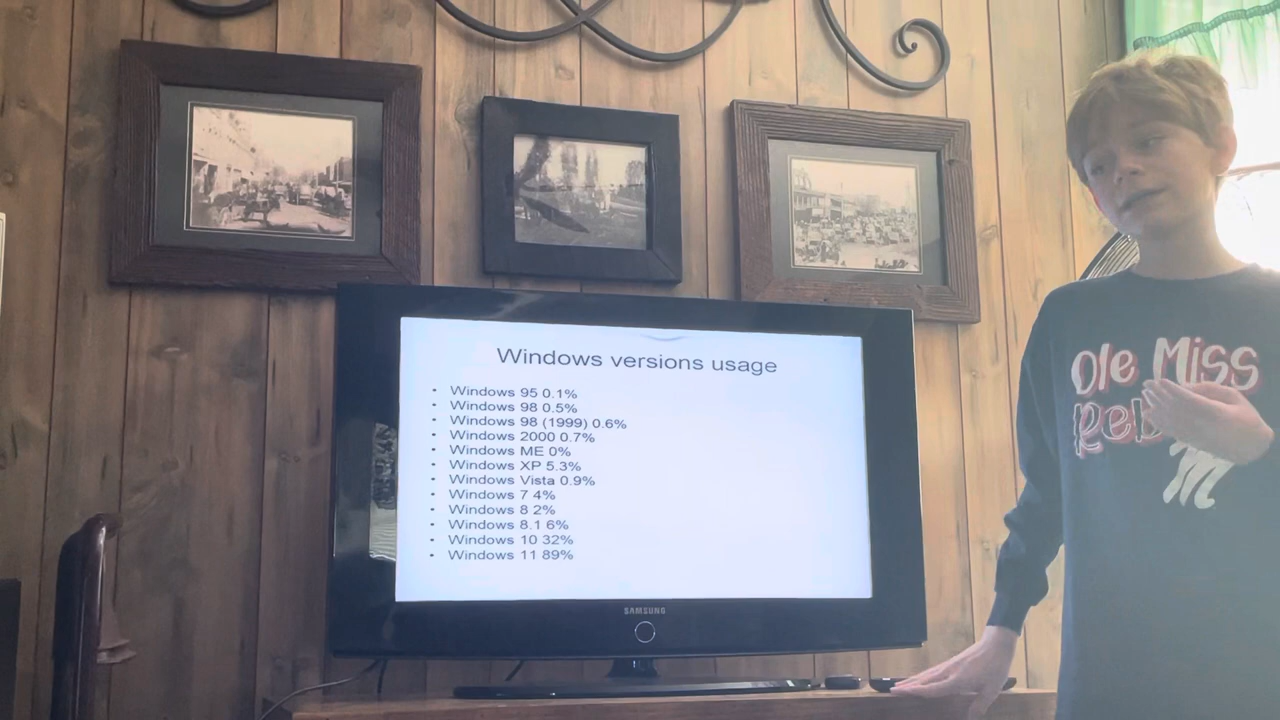 Windows versions usage
• Windows 95 0.1%
• Windows 98 0.5%
• Windows 98 (1999) 0.6%
• Windows 2000 0.7%
• Windows ME 0%
• Windows XP 5.3%
• Windows Vista 0.9%
• Windows 7 4%
• Windows 8 2%
• Windows 8.1 6%
• Windows 10 32%
• Windows 11 89%
SAMSUNG
Ole Miss